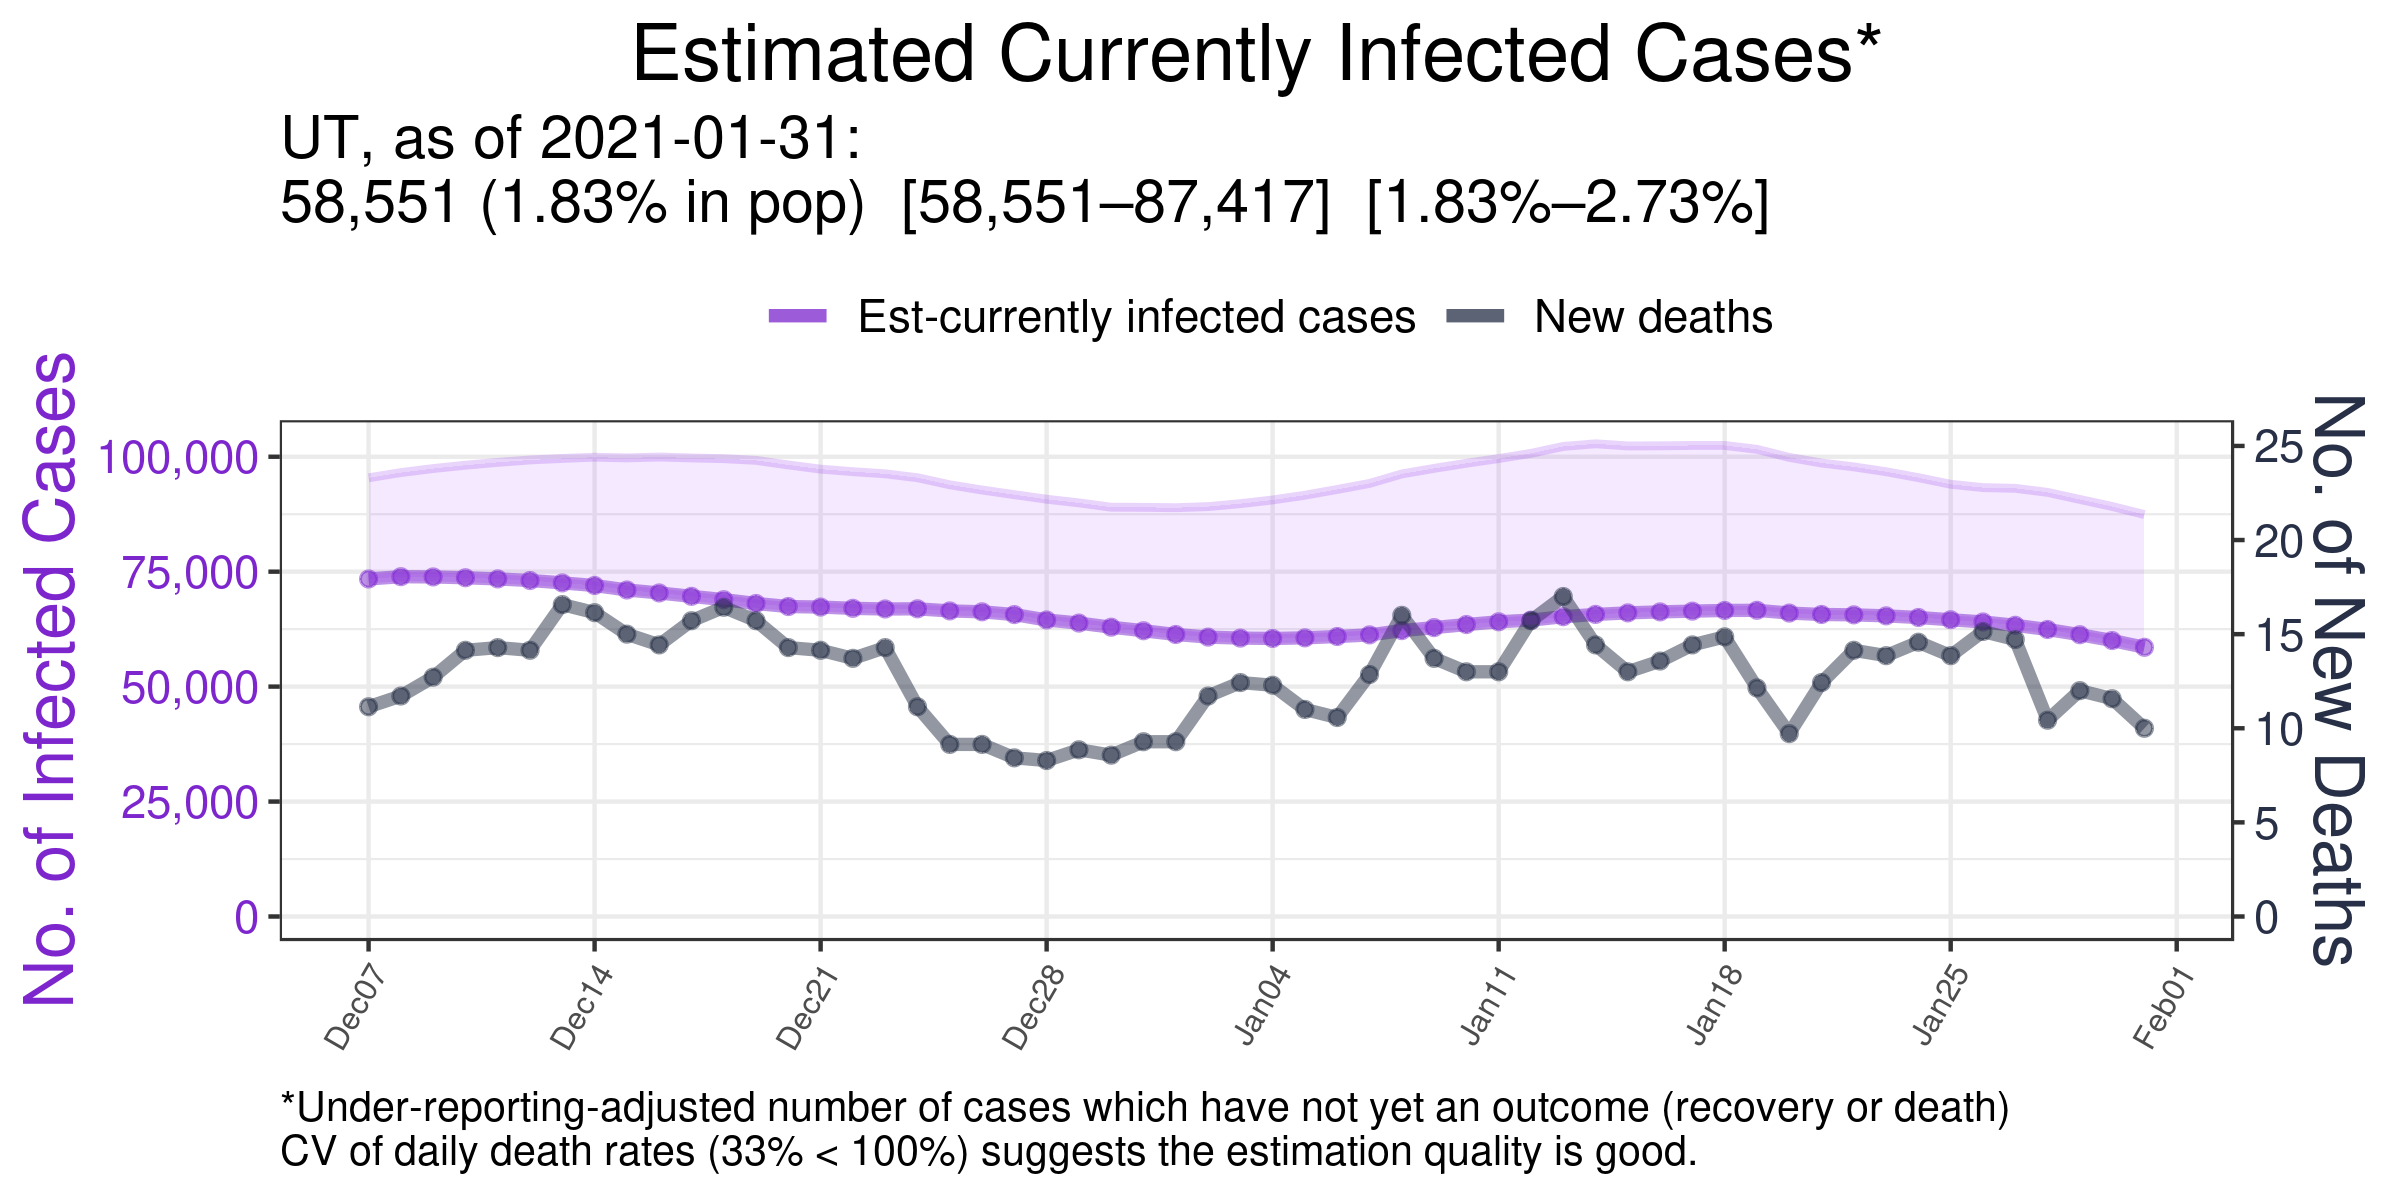 Estimated Currently Infected Cases*
UT, as of 2021-01-31:
58,551 (1.83% in pop)  [58,551–87,417]  [1.83%–2.73%]
Est-currently infected cases
New deaths
No. of Infected Cases
100,000
75,000
50,000
25,000
0
25
20
15
10
5
0
No. of New Deaths
Dec07
Dec14
Dec21
Dec28
Jan04
Jan11
Jan18
Jan25
Feb01
*Under-reporting-adjusted number of cases which have not yet an outcome (recovery or death)
CV of daily death rates (33% < 100%) suggests the estimation quality is good.